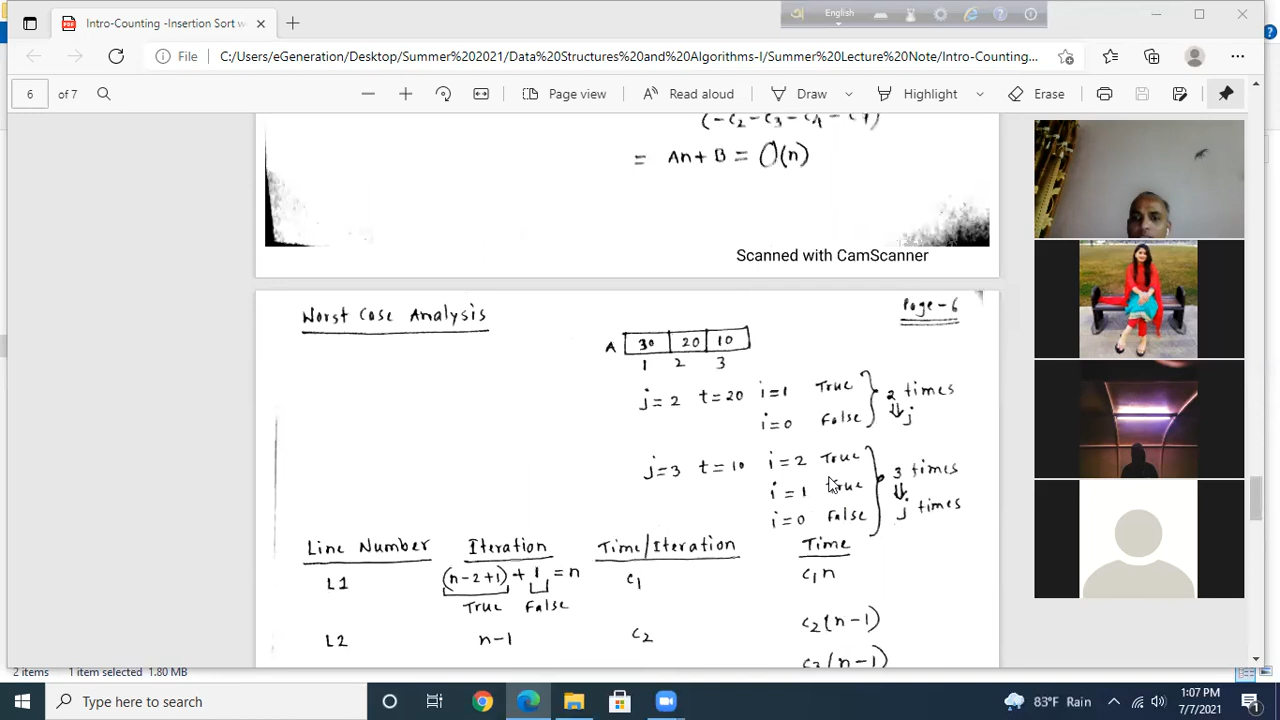 Intro-Counting -Insertion Sort w
English
File
C:/Users/eGeneration/Desktop/Summer%202021/Data%20Structures%20and%20Algorithms-I/Summer%20Lecture%20Note/Intro-Counting...
6 of 7
Page view
Read aloud
Draw
Highlight
Erase
= An + B = O(n)
Scanned with CamScanner
Worst Case Analysis
Page-6
A 30 20 10
1 2 3
j=2 t=20 i=1 True
2 times
i=0 False
⇓ j
j=3 t=10 i=2 True
3 times
i=1 True
⇓
j times
i=0 False
Line Number Iteration Time/Iteration Time
L1 (n-2+1) + 1 = n c₁ c₁n
True False
L2 n-1 c₂ c₂(n-1)
c₃(n-1)
2 items 1 item selected 1.80 MB
Type here to search
83°F Rain
1:07 PM
7/7/2021
1